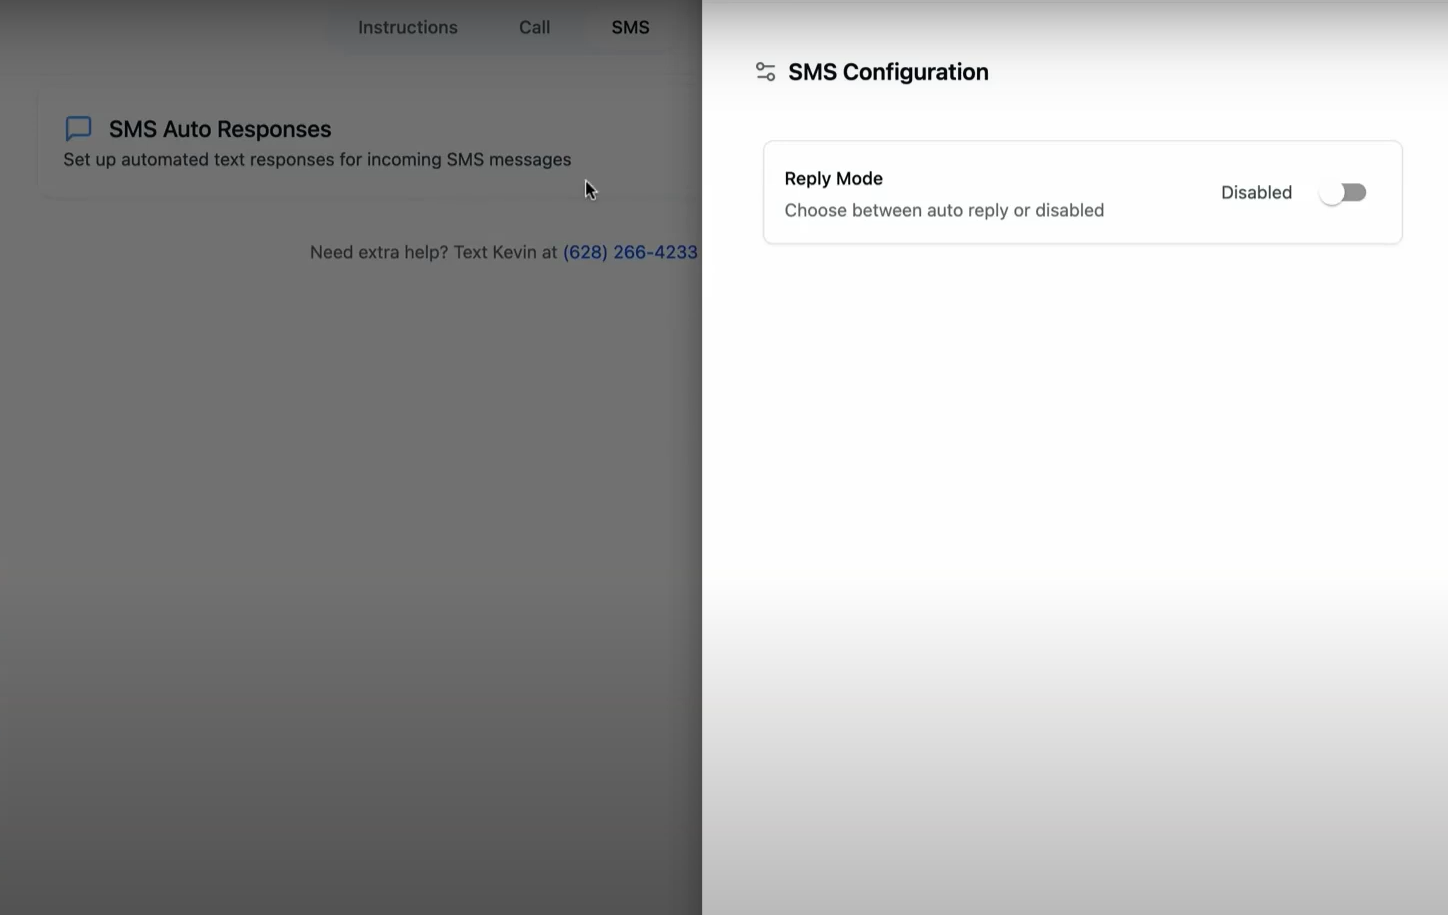 Instructions
Call
SMS
SMS Auto Responses
Set up automated text responses for incoming SMS messages
Need extra help? Text Kevin at (628) 266-4233
SMS Configuration
Reply Mode
Choose between auto reply or disabled
Disabled